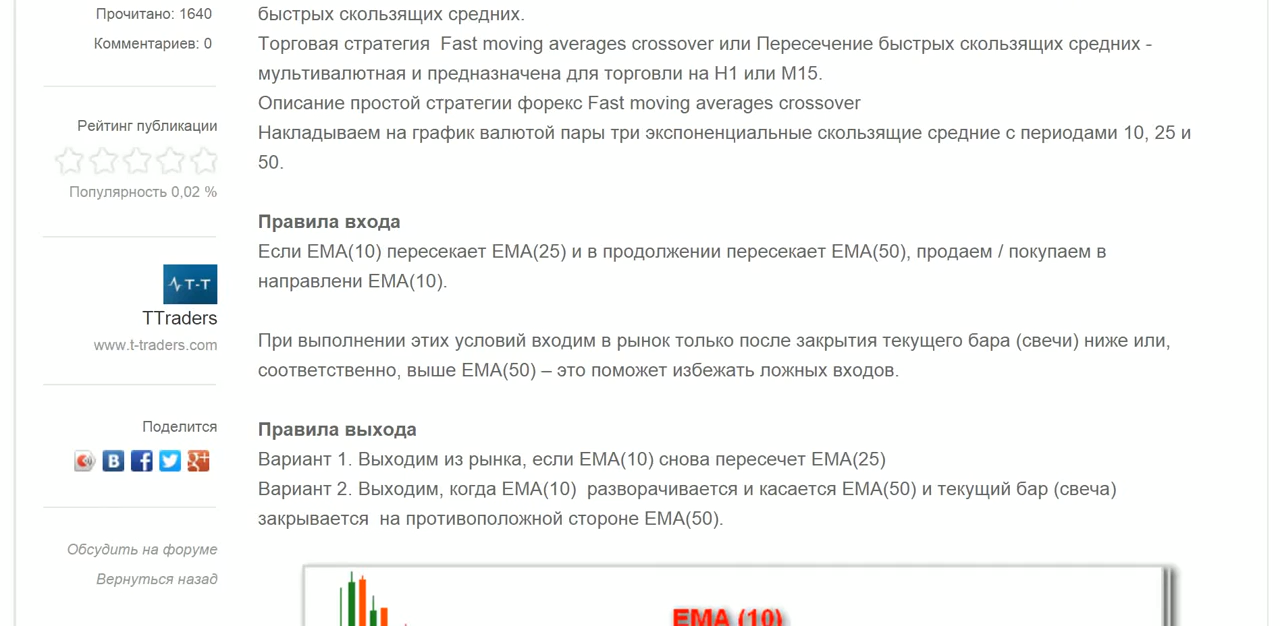 Прочитано: 1640
Комментариев: 0
Рейтинг публикации
Популярность 0,02 %
T-T
TTraders
www.t-traders.com
Поделится
Обсудить на форуме
Вернуться назад
быстрых скользящих средних.
Торговая стратегия  Fast moving averages crossover или Пересечение быстрых скользящих средних -
мультивалютная и предназначена для торговли на H1 или M15.
Описание простой стратегии форекс Fast moving averages crossover
Накладываем на график валютой пары три экспоненциальные скользящие средние с периодами 10, 25 и
50.
Правила входа
Если EMA(10) пересекает EMA(25) и в продолжении пересекает EMA(50), продаем / покупаем в
направлени EMA(10).
При выполнении этих условий входим в рынок только после закрытия текущего бара (свечи) ниже или,
соответственно, выше EMA(50) – это поможет избежать ложных входов.
Правила выхода
Вариант 1. Выходим из рынка, если EMA(10) снова пересечет EMA(25)
Вариант 2. Выходим, когда EMA(10)  разворачивается и касается EMA(50) и текущий бар (свеча)
закрывается  на противоположной стороне EMA(50).
EMA (10)